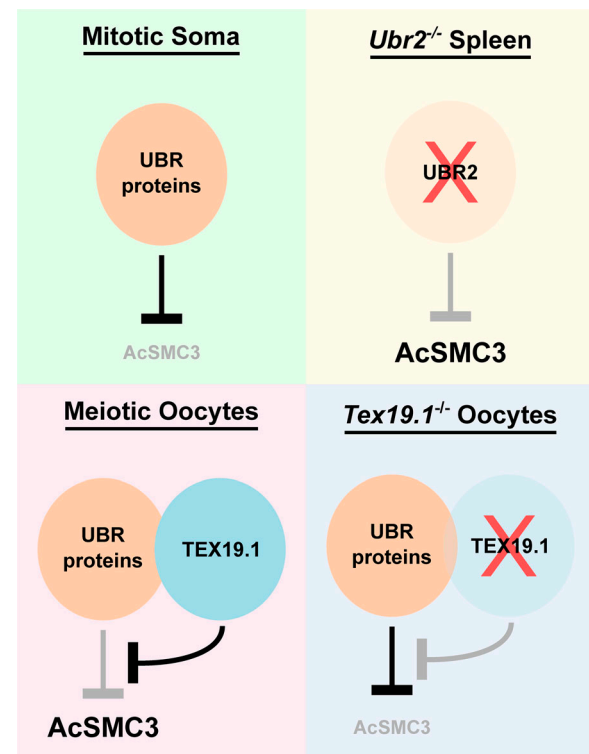 Mitotic Soma
UBR
proteins
AcSMC3
Ubr2-/- Spleen
UBR2
AcSMC3
Meiotic Oocytes
UBR
proteins
TEX19.1
AcSMC3
Tex19.1-/- Oocytes
UBR
proteins
TEX19.1
AcSMC3